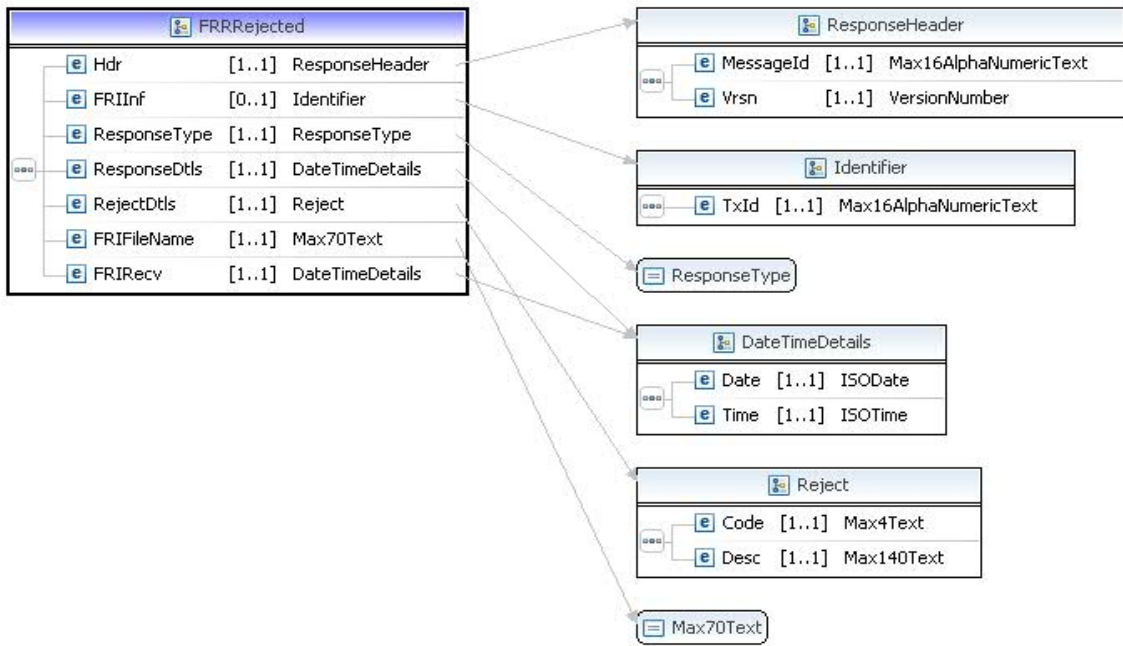 FRRRejected
e Hdr [1..1] ResponseHeader
e FRIInf [0..1] Identifier
e ResponseType [1..1] ResponseType
e ResponseDtls [1..1] DateTimeDetails
e RejectDtls [1..1] Reject
e FRIFileName [1..1] Max70Text
e FRIRecv [1..1] DateTimeDetails
ResponseHeader
e MessageId [1..1] Max16AlphaNumericText
e Vrsn [1..1] VersionNumber
Identifier
e TxId [1..1] Max16AlphaNumericText
ResponseType
DateTimeDetails
e Date [1..1] ISODate
e Time [1..1] ISOTime
Reject
e Code [1..1] Max4Text
e Desc [1..1] Max140Text
Max70Text